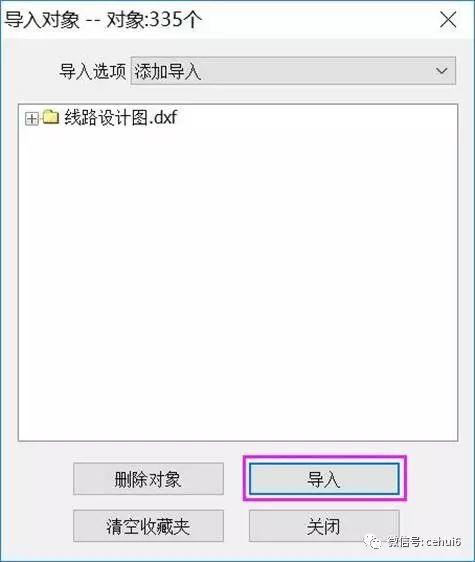 导入对象 -- 对象:335个
导入选项 添加导入
线路设计图.dxf
删除对象 导入
清空收藏夹 关闭
微信号: cehui6